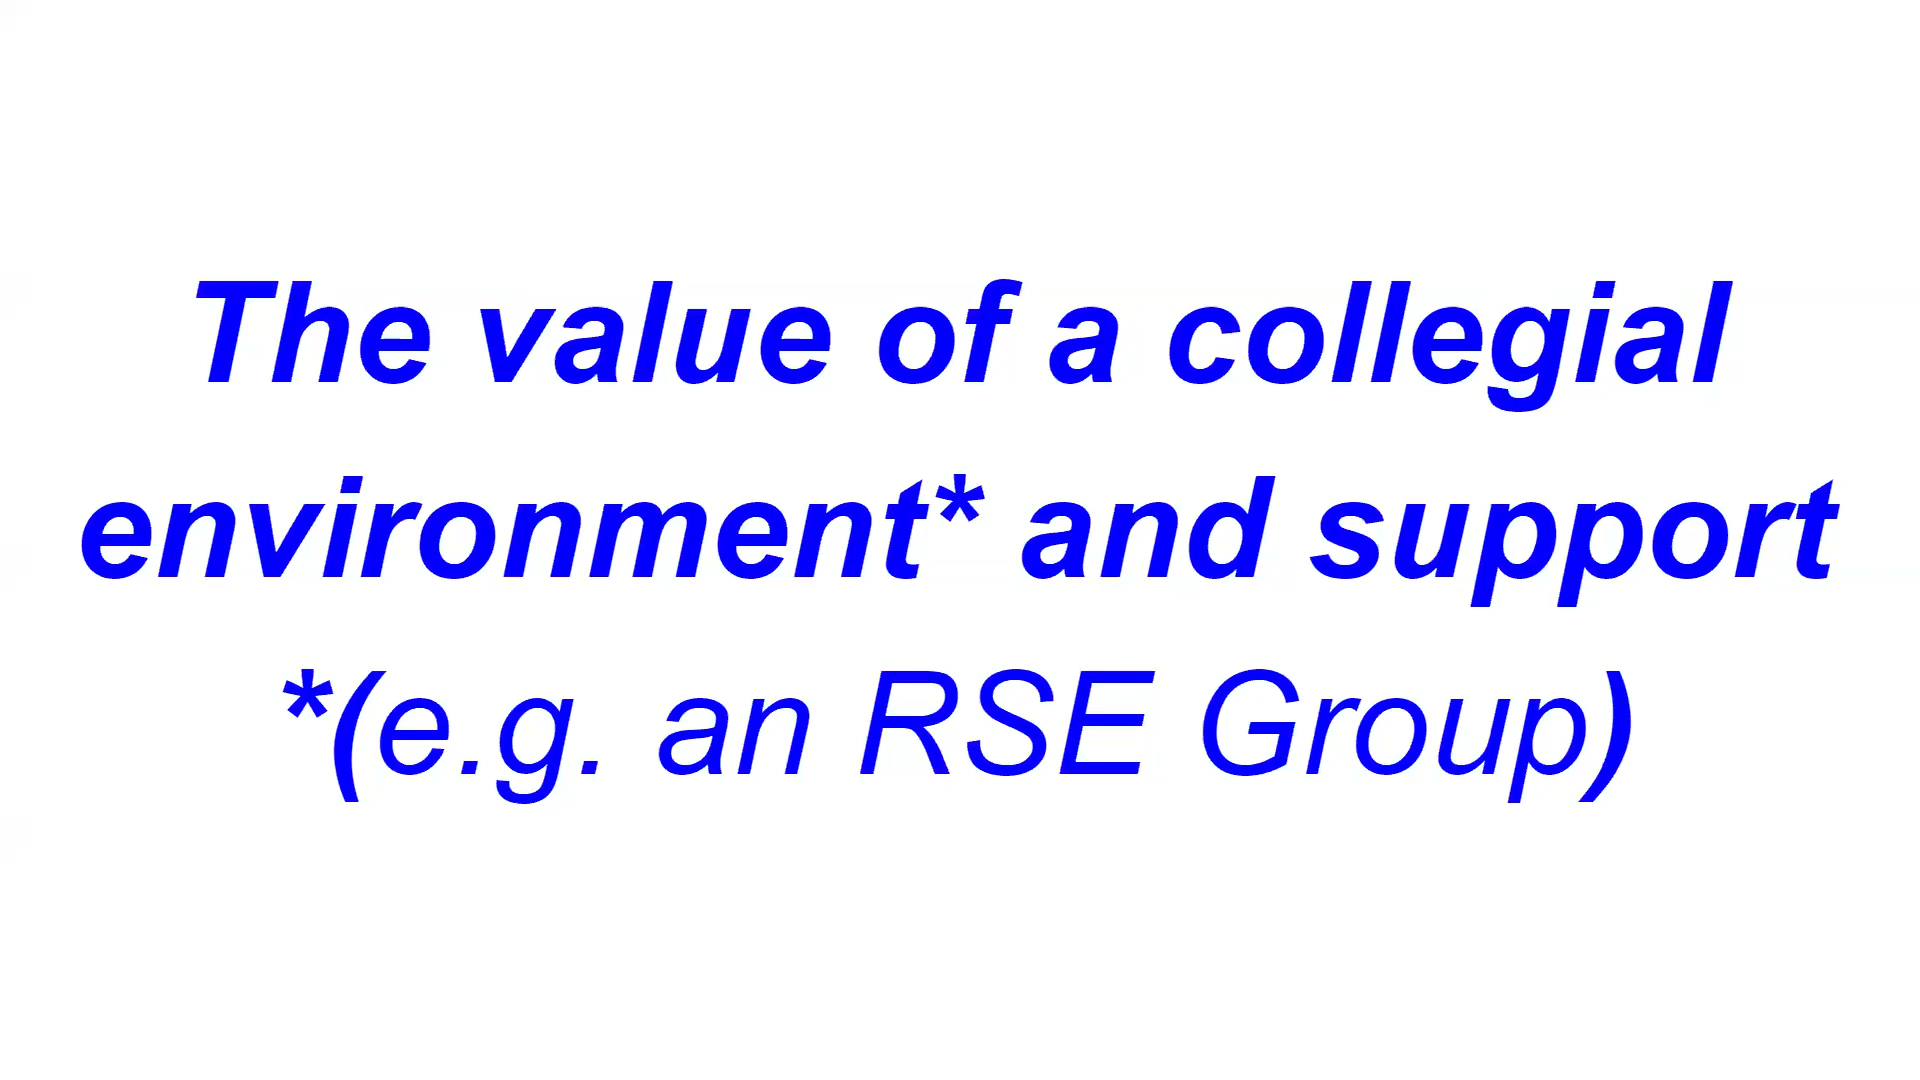 The value of a collegial
environment* and support
*(e.g. an RSE Group)